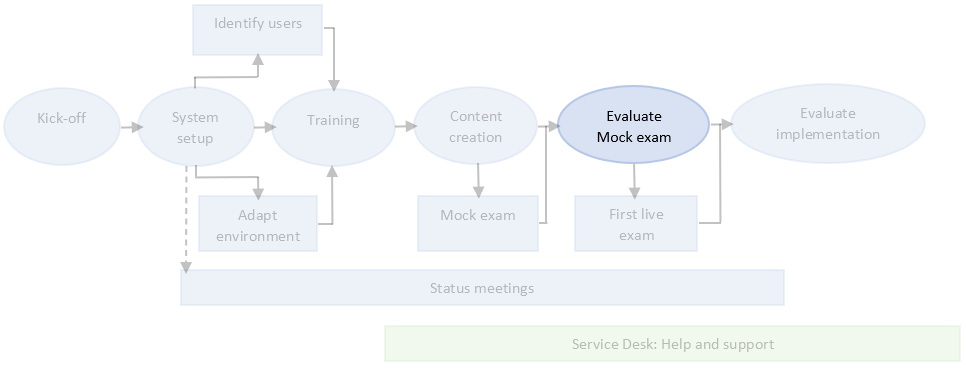 Identify users
Kick-off
System
setup
Training
Content
creation
Evaluate
Mock exam
Evaluate
implementation
Adapt
environment
Mock exam
First live
exam
Status meetings
Service Desk: Help and support